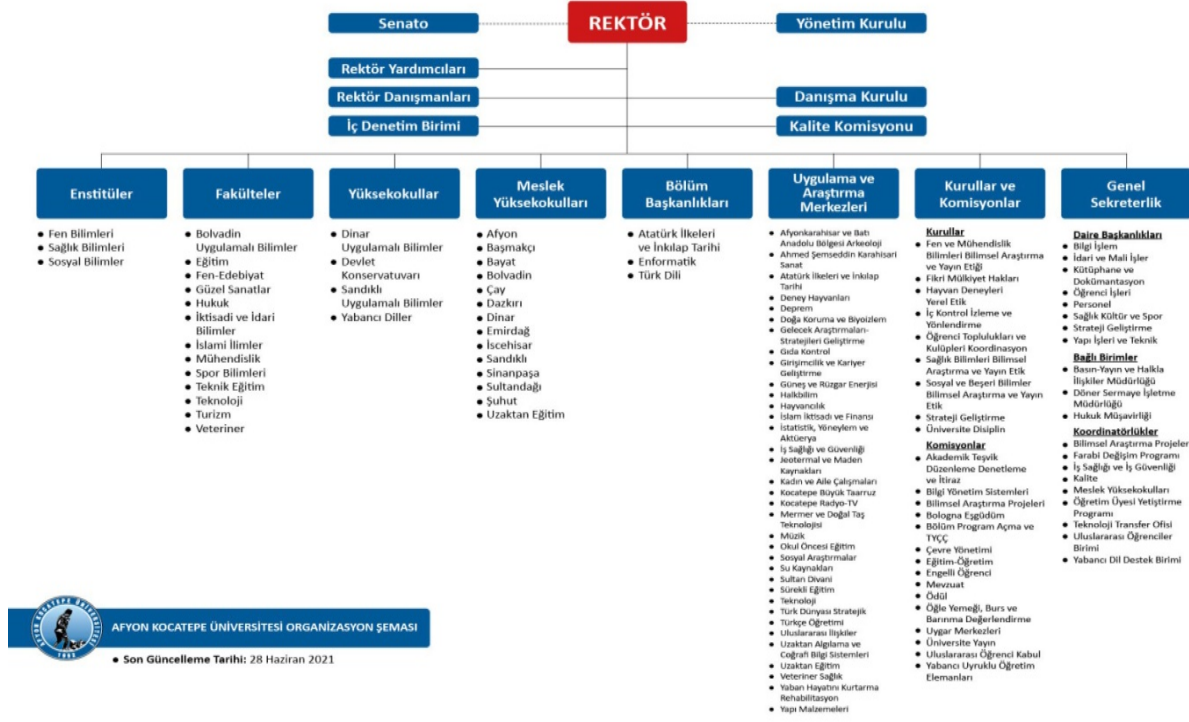 Senato
REKTÖR
Yönetim Kurulu
Rektör Yardımcıları
Rektör Danışmanları
Danışma Kurulu
İç Denetim Birimi
Kalite Komisyonu
Enstitüler
• Fen Bilimleri
• Sağlık Bilimleri
• Sosyal Bilimler
Fakülteler
• Bolvadin
Uygulamalı Bilimler
• Eğitim
• Fen-Edebiyat
• Güzel Sanatlar
• Hukuk
• İktisadi ve İdari
Bilimler
• İslami İlimler
• Mühendislik
• Spor Bilimleri
• Teknik Eğitim
• Teknoloji
• Turizm
• Veteriner
Yüksekokullar
• Dinar
Uygulamalı Bilimler
• Devlet
Konservatuvarı
• Sandıklı
Uygulamalı Bilimler
• Yabancı Diller
Meslek
Yüksekokulları
• Afyon
• Başmakçı
• Bayat
• Bolvadin
• Çay
• Dazkırı
• Dinar
• Emirdağ
• İscehisar
• Sandıklı
• Sinanpaşa
• Sultandağı
• Şuhut
• Uzaktan Eğitim
Bölüm
Başkanlıkları
• Atatürk İlkeleri
ve İnkılap Tarihi
• Enformatik
• Türk Dili
Uygulama ve
Araştırma
Merkezleri
• Afyonkarahisar ve Batı
Anadolu Bölgesi Arkeoloji
• Ahmed Şemseddin Karahisari
Sanat
• Atatürk İlkeleri ve İnkılap
Tarihi
• Deney Hayvanları
• Deprem
• Doğa Koruma ve Biyoizlem
• Gelecek Araştırmaları-
Stratejileri Geliştirme
• Gıda Kontrol
• Girişimcilik ve Kariyer
Geliştirme
• Güneş ve Rüzgar Enerjisi
• Halkbilim
• Hayvancılık
• İslam İktisadı ve Finansı
• İstatistik, Yöneylem ve
Aktüerya
• İş Sağlığı ve Güvenliği
• Jeotermal ve Maden
Kaynakları
• Kadın ve Aile Çalışmaları
• Kocatepe Büyük Taarruz
• Kocatepe Radyo-TV
• Mermer ve Doğal Taş
Teknolojisi
• Müzik
• Okul Öncesi Eğitim
• Sosyal Araştırmalar
• Su Kaynakları
• Sultan Divani
• Sürekli Eğitim
• Teknoloji
• Türk Dünyası Stratejik
• Türkçe Öğretimi
• Uluslararası İlişkiler
• Uzaktan Algılama ve
Coğrafi Bilgi Sistemleri
• Uzaktan Eğitim
• Veteriner Sağlık
• Yaban Hayatını Kurtarma
Rehabilitasyon
• Yapı Malzemeleri
Kurullar ve
Komisyonlar
Kurullar
• Fen ve Mühendislik
Bilimleri Bilimsel Araştırma
ve Yayın Etiği
• Fikri Mülkiyet Hakları
• Hayvan Deneyleri
Yerel Etik
• İç Kontrol İzleme ve
Yönlendirme
• Öğrenci Toplulukları ve
Kulüpleri Koordinasyon
• Sağlık Bilimleri Bilimsel
Araştırma ve Yayın Etik
• Sosyal ve Beşeri Bilimler
Bilimsel Araştırma ve Yayın
Etik
• Strateji Geliştirme
• Üniversite Disiplin
Komisyonlar
• Akademik Teşvik
Düzenleme Denetleme
ve İtiraz
• Bilgi Yönetim Sistemleri
• Bilimsel Araştırma Projeleri
• Bologna Eşgüdüm
• Bölüm Program Açma ve
TYÇÇ
• Çevre Yönetimi
• Eğitim-Öğretim
• Engelli Öğrenci
• Mevzuat
• Ödül
• Öğle Yemeği, Burs ve
Barınma Değerlendirme
• Uygar Merkezleri
• Üniversite Yayın
• Uluslararası Öğrenci Kabul
• Yabancı Uyruklu Öğretim
Elemanları
Genel
Sekreterlik
Daire Başkanlıkları
• Bilgi İşlem
• İdari ve Mali İşler
• Kütüphane ve
Dokümantasyon
• Öğrenci İşleri
• Personel
• Sağlık Kültür ve Spor
• Strateji Geliştirme
• Yapı İşleri ve Teknik
Bağlı Birimler
• Basın-Yayın ve Halkla
İlişkiler Müdürlüğü
• Döner Sermaye İşletme
Müdürlüğü
• Hukuk Müşavirliği
Koordinatörlükler
• Bilimsel Araştırma Projeler
• Farabi Değişim Programı
• İş Sağlığı ve İş Güvenliği
• Kalite
• Meslek Yüksekokulları
• Öğretim Üyesi Yetiştirme
Programı
• Teknoloji Transfer Ofisi
• Uluslararası Öğrenciler
Birimi
• Yabancı Dil Destek Birimi
AFYON KOCATEPE ÜNİVERSİTESİ
1992
AFYON KOCATEPE ÜNİVERSİTESİ ORGANİZASYON ŞEMASI
• Son Güncelleme Tarihi: 28 Haziran 2021